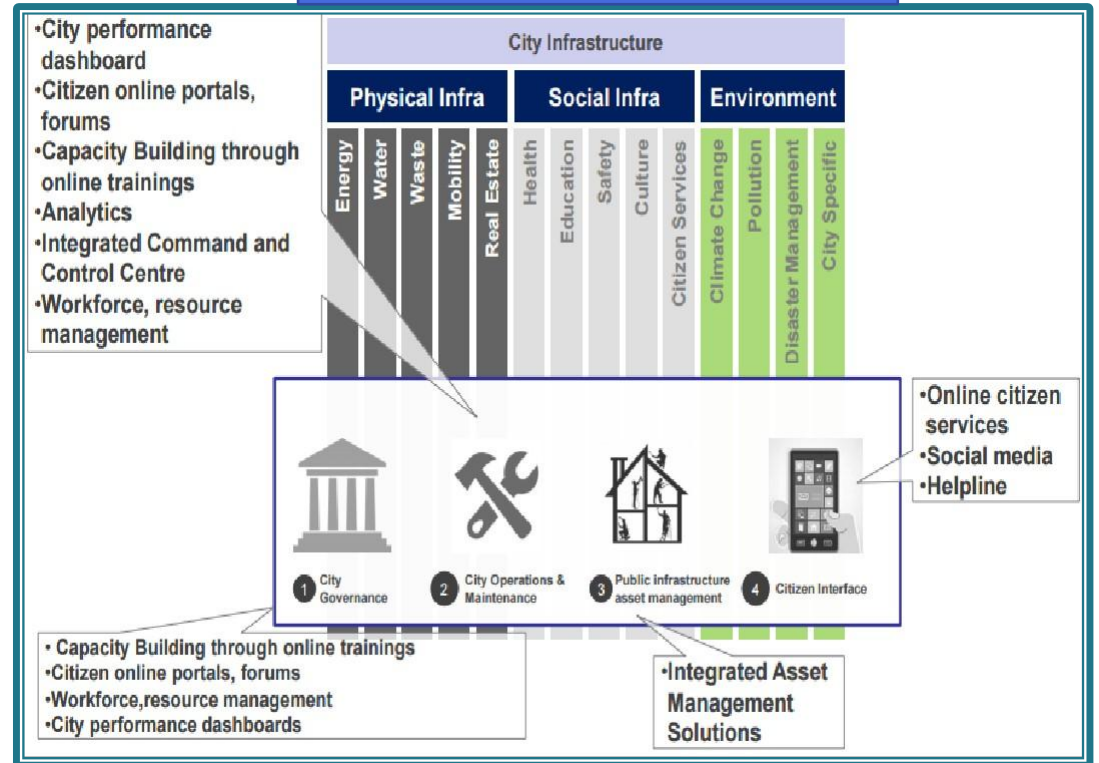 •City performance
dashboard
•Citizen online portals,
forums
•Capacity Building through
online trainings
•Analytics
•Integrated Command and
Control Centre
•Workforce, resource
management
City Infrastructure
Physical Infra
Social Infra
Environment
Energy
Water
Waste
Mobility
Real Estate
Health
Education
Safety
Culture
Citizen Services
Climate Change
Pollution
Disaster Management
City Specific
•Online citizen
services
•Social media
•Helpline
1 City
Governance
2 City Operations &
Maintenance
3 Public infrastructure
asset management
4 Citizen Interface
• Capacity Building through online trainings
•Citizen online portals, forums
•Workforce,resource management
•City performance dashboards
•Integrated Asset
Management
Solutions